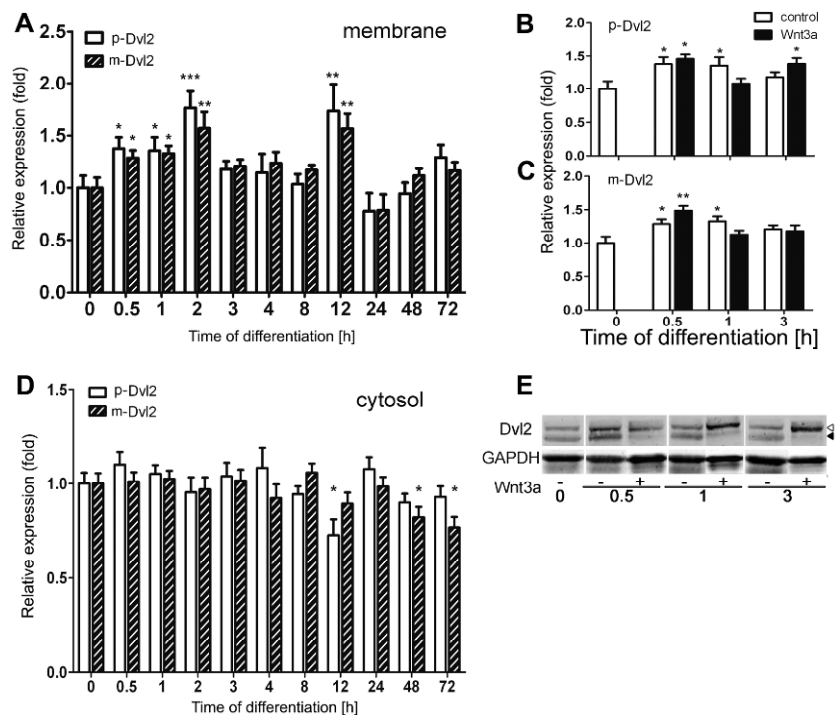 A
membrane
p-Dvl2
m-Dvl2
Relative expression (fold)
2.5
2.0
1.5
1.0
0.5
0.0
* * * * *** ** ** **
0 0.5 1 2 3 4 8 12 24 48 72
Time of differentiation [h]
B
p-Dvl2
control
Wnt3a
2.0
1.5
1.0
0.5
0.0
* * * *
C
m-Dvl2
Relative expression (fold)
2.0
1.5
1.0
0.5
0.0
* ** *
0 0.5 1 3
Time of differentiation [h]
D
cytosol
p-Dvl2
m-Dvl2
Relative expression (fold)
1.5
1.0
0.5
0.0
* * *
0 0.5 1 2 3 4 8 12 24 48 72
Time of differentiation [h]
E
Dvl2
GAPDH
Wnt3a - - + - + - +
0 0.5 1 3